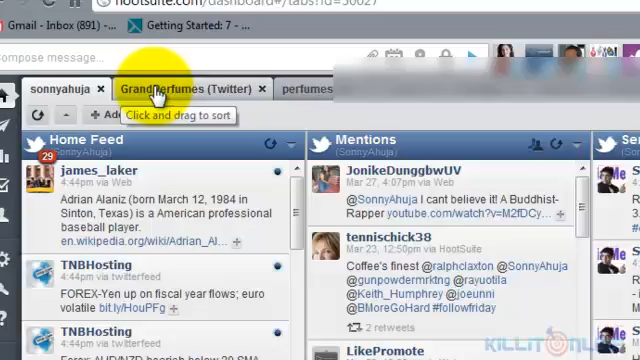 hootsuite.com/dashboard#/tabs?id=
Gmail - Inbox (891) -...
Getting Started: 7 - ...
Compose message...
sonnyahuja ×
GrandPerfumes (Twitter) ×
perfumes
Click and drag to sort
Home Feed
(SonnyAhuja)
29
james_laker
4:44pm via Web
Adrian Alaniz (born March 12, 1984 in
Sinton, Texas) is a American professional
baseball player.
en.wikipedia.org/wiki/Adrian_Al...
TNBHosting
4:44pm via twitterfeed
FOREX-Yen up on fiscal year flows; euro
volatile bit.ly/HouPFg
TNBHosting
4:44pm via twitterfeed
Mentions
(SonnyAhuja)
JonikeDunggbwUV
Mar 27, 4:07pm via Web
@SonnyAhuja I cant believe it! A Buddhist-
Rapper youtube.com/watch?v=M2fDCy...
tennischick38
Mar 23, 12:50pm via HootSuite
Coffee's finest @ralphclaxton @SonnyAhuja
@gunpowdermrktng @rayuotila
@Keith_Humphrey @joeunni
@BMoreGoHard #followfriday
2 retweets
LikePromote
KILLITONLINE